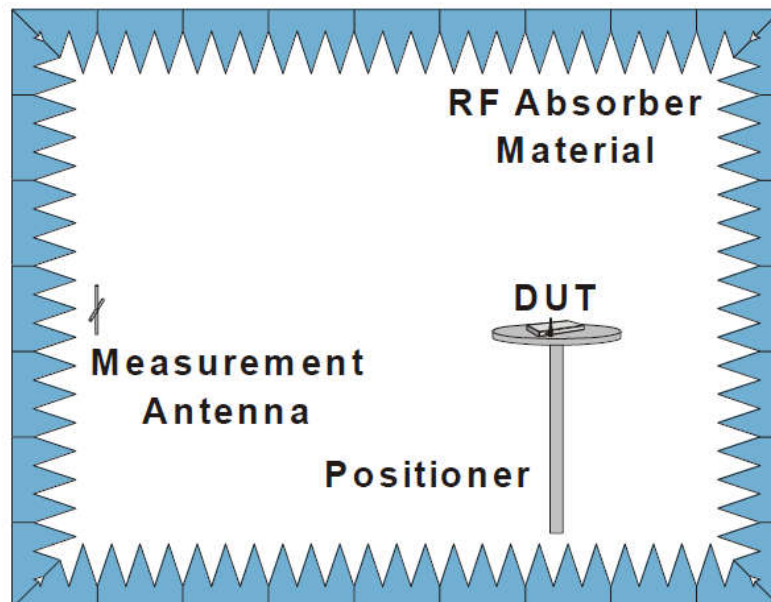 RF Absorber
Material
DUT
Measurement
Antenna
Positioner